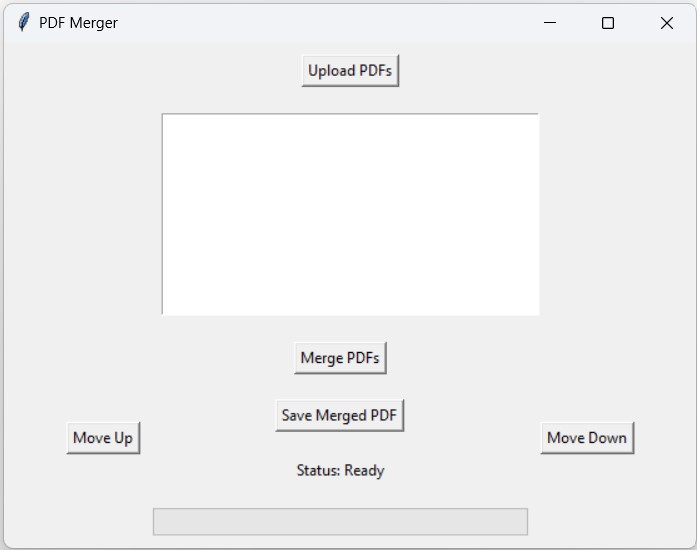 PDF Merger
Upload PDFs
Merge PDFs
Save Merged PDF
Move Up
Move Down
Status: Ready